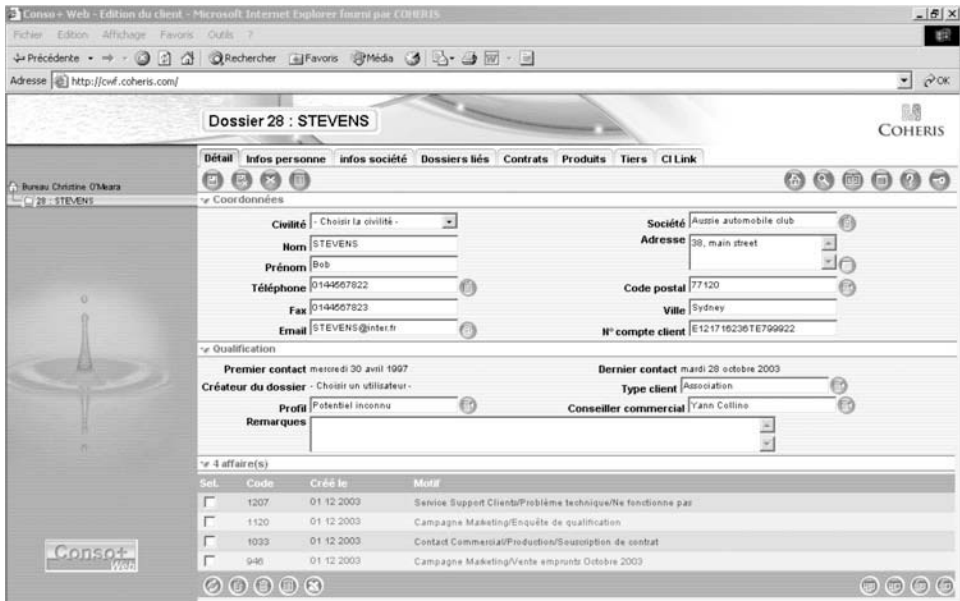 Conso+ Web - Edition du client - Microsoft Internet Explorer fourni par COHERIS
Fichier Edition Affichage Favoris Outils ?
Précédente Rechercher Favoris Média
Adresse http://cwf.coheris.com/ OK
Dossier 28 : STEVENS
COHERIS
Détail Infos personne infos société Dossiers liés Contrats Produits Tiers CI Link
Bureau Christine O'Meara
28 : STEVENS
Coordonnées
Civilité - Choisir la civilité -
Société Aussie automobile club
Nom STEVENS
Adresse 38, main street
Prénom Bob
Téléphone 0144567822
Code postal 77120
Fax 0144567823
Ville Sydney
Email STEVENS@inter.fr
N° compte client E121716236TE799922
Qualification
Premier contact mercredi 30 avril 1997
Dernier contact mardi 28 octobre 2003
Créateur du dossier - Choisir un utilisateur -
Type client Association
Profil Potentiel inconnu
Conseiller commercial Yann Collino
Remarques
4 affaire(s)
Sel. Code Créé le Motif
1207 01 12 2003 Service Support Clients/Problème technique/Ne fonctionne pas
1120 01 12 2003 Campagne Marketing/Enquête de qualification
1033 01 12 2003 Contact Commercial/Production/Souscription de contrat
946 01 12 2003 Campagne Marketing/Vente emprunts Octobre 2003
Conso+
Web